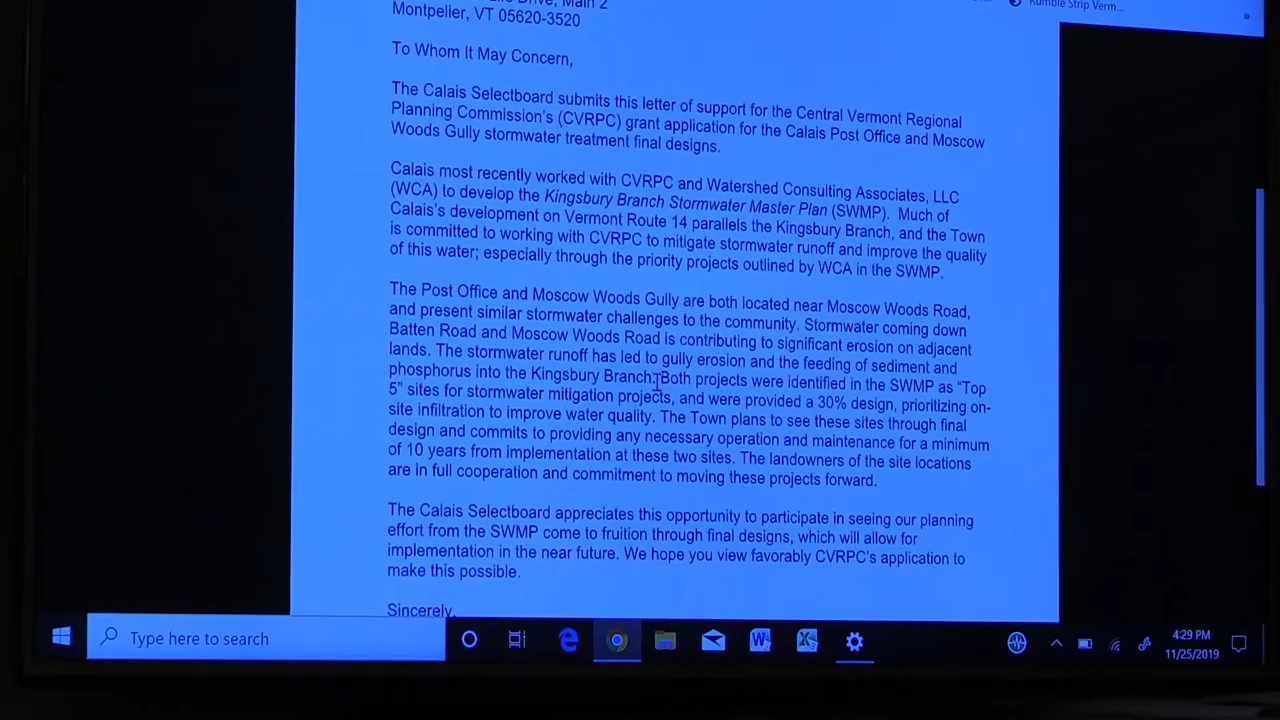 Drive, Main 2
Montpelier, VT 05620-3520
Rumble Strip Verm...
»
To Whom It May Concern,
The Calais Selectboard submits this letter of support for the Central Vermont Regional
Planning Commission's (CVRPC) grant application for the Calais Post Office and Moscow
Woods Gully stormwater treatment final designs.
Calais most recently worked with CVRPC and Watershed Consulting Associates, LLC
(WCA) to develop the Kingsbury Branch Stormwater Master Plan (SWMP). Much of
Calais's development on Vermont Route 14 parallels the Kingsbury Branch, and the Town
is committed to working with CVRPC to mitigate stormwater runoff and improve the quality
of this water; especially through the priority projects outlined by WCA in the SWMP.
The Post Office and Moscow Woods Gully are both located near Moscow Woods Road,
and present similar stormwater challenges to the community. Stormwater coming down
Batten Road and Moscow Woods Road is contributing to significant erosion on adjacent
lands. The stormwater runoff has led to gully erosion and the feeding of sediment and
phosphorus into the Kingsbury Branch. Both projects were identified in the SWMP as “Top
5” sites for stormwater mitigation projects, and were provided a 30% design, prioritizing on-
site infiltration to improve water quality. The Town plans to see these sites through final
design and commits to providing any necessary operation and maintenance for a minimum
of 10 years from implementation at these two sites. The landowners of the site locations
are in full cooperation and commitment to moving these projects forward.
The Calais Selectboard appreciates this opportunity to participate in seeing our planning
effort from the SWMP come to fruition through final designs, which will allow for
implementation in the near future. We hope you view favorably CVRPC's application to
make this possible.
Sincerely,
Type here to search
4:29 PM
11/25/2019